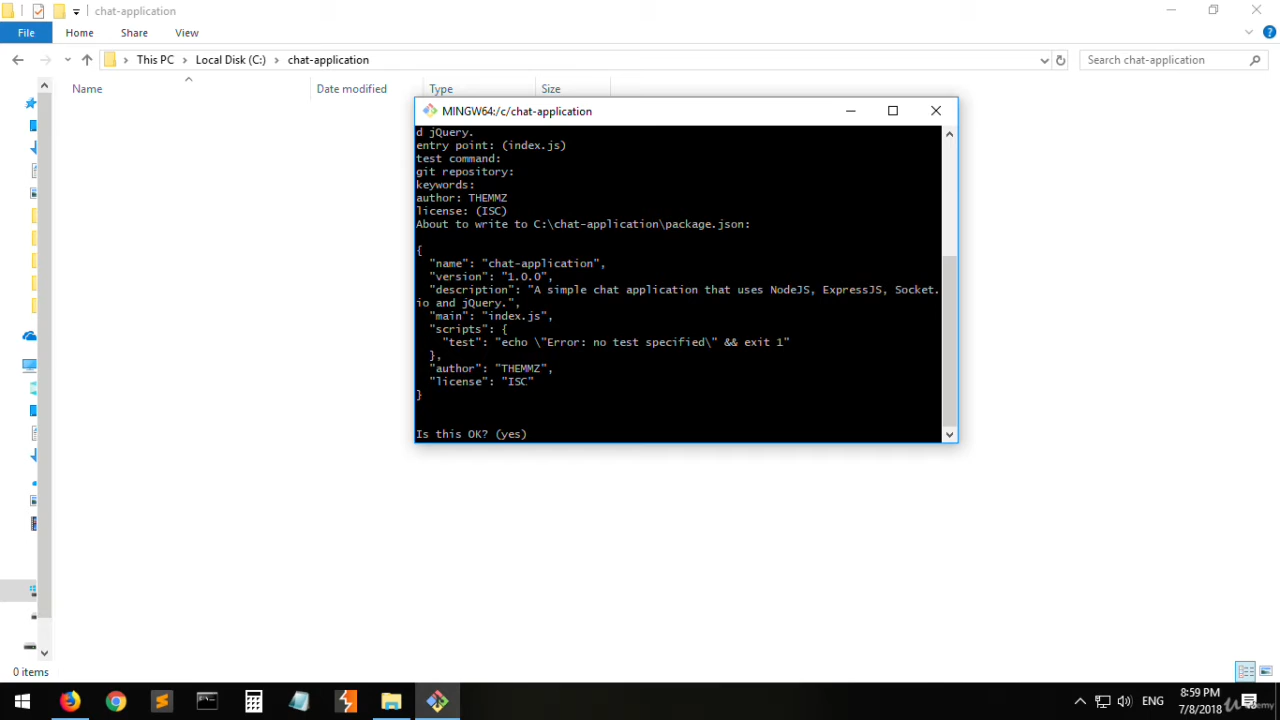 chat-application
File Home Share View
This PC Local Disk (C:) chat-application
Search chat-application
Name Date modified Type Size
MINGW64:/c/chat-application
d jQuery.
entry point: (index.js)
test command:
git repository:
keywords:
author: THEMMZ
license: (ISC)
About to write to C:\chat-application\package.json:
{
"name": "chat-application",
"version": "1.0.0",
"description": "A simple chat application that uses NodeJS, ExpressJS, Socket.
io and jQuery.",
"main": "index.js",
"scripts": {
"test": "echo \"Error: no test specified\" && exit 1"
},
"author": "THEMMZ",
"license": "ISC"
}
Is this OK? (yes)
0 items
ENG
8:59 PM
7/8/2018
Udemy